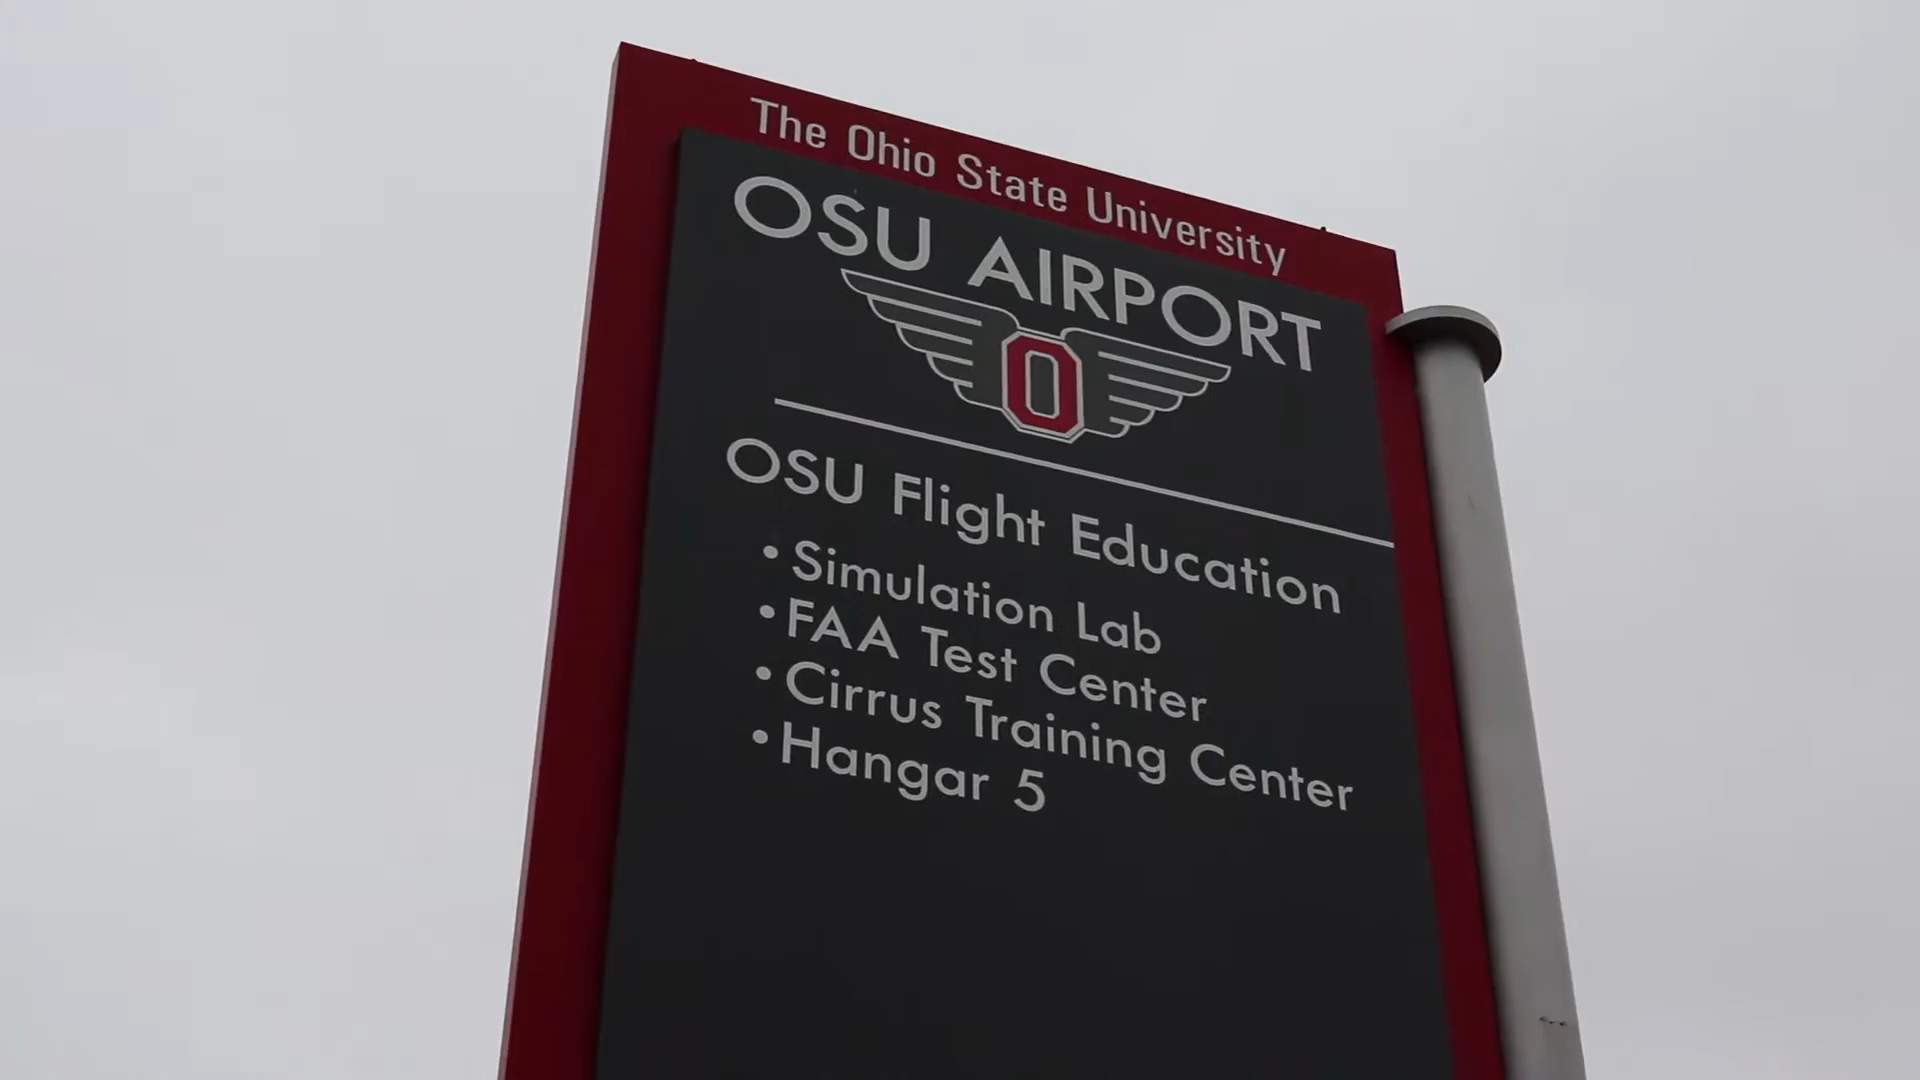 The Ohio State University
OSU AIRPORT
O
OSU Flight Education
• Simulation Lab
• FAA Test Center
• Cirrus Training Center
• Hangar 5